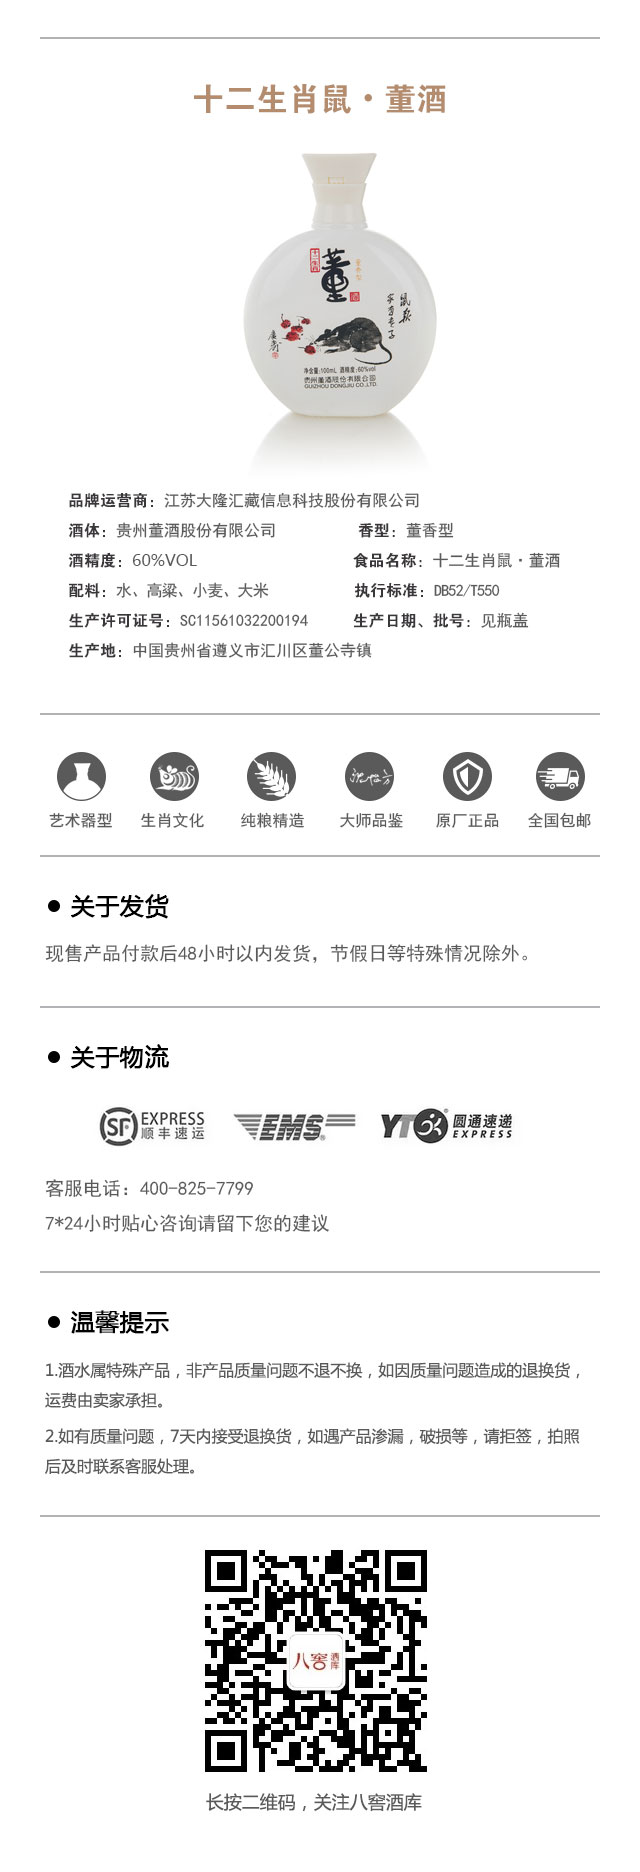 十二生肖鼠·董酒
十二生肖
董
董香型
酒
鼠来
家有老子
净含量:100mL 酒精度:60%vol
贵州董酒股份有限公司
GUIZHOU DONGJIU CO.,LTD.
品牌运营商：江苏大隆汇藏信息科技股份有限公司
酒体：贵州董酒股份有限公司 香型：董香型
酒精度：60%VOL 食品名称：十二生肖鼠·董酒
配料：水、高粱、小麦、大米 执行标准：DB52/T550
生产许可证号：SC11561032200194 生产日期、批号：见瓶盖
生产地：中国贵州省遵义市汇川区董公寺镇
艺术器型 生肖文化 纯粮精造 大师品鉴 原厂正品 全国包邮
● 关于发货
现售产品付款后48小时以内发货，节假日等特殊情况除外。
● 关于物流
SF EXPRESS
顺丰速运
EMS®
YTO® 圆通速递
EXPRESS
客服电话：400-825-7799
7*24小时贴心咨询请留下您的建议
● 温馨提示
1.酒水属特殊产品，非产品质量问题不退不换，如因质量问题造成的退换货，
运费由卖家承担。
2.如有质量问题，7天内接受退换货，如遇产品渗漏，破损等，请拒签，拍照
后及时联系客服处理。
八窖酒库
长按二维码，关注八窖酒库